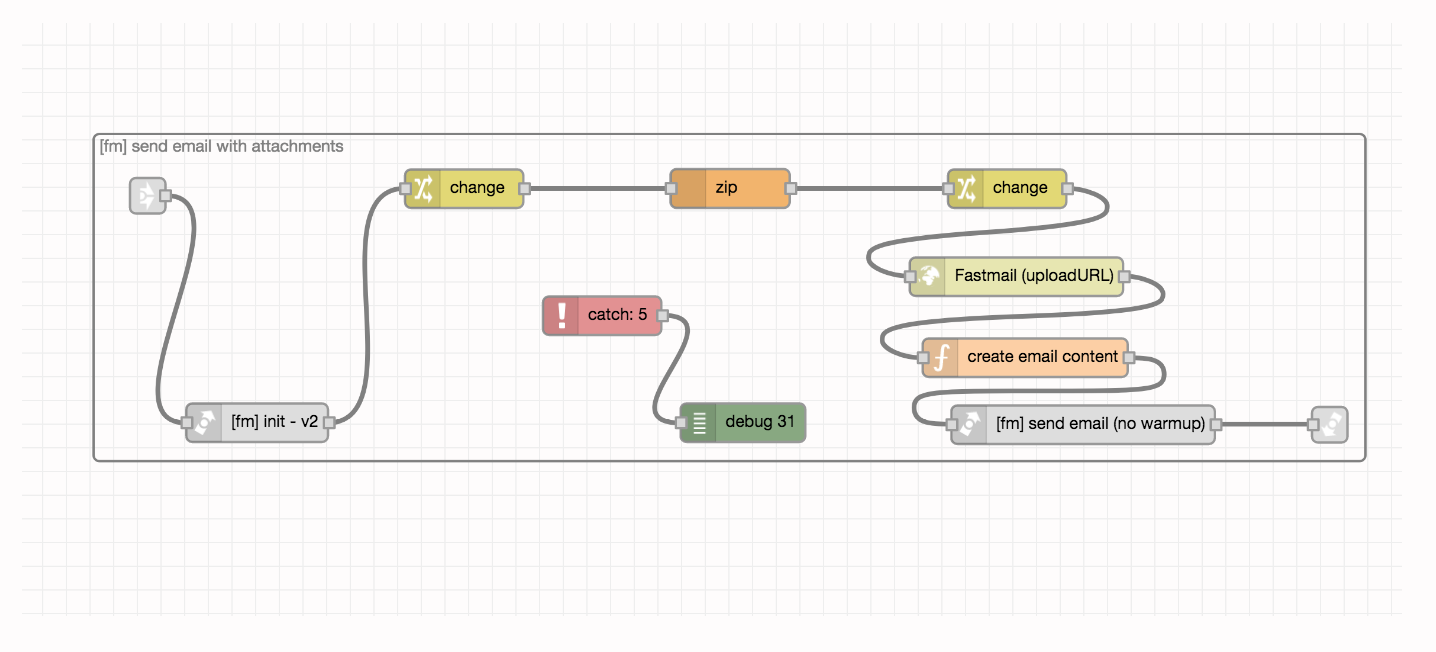 [fm] send email with attachments
change
zip
change
Fastmail (uploadURL)
catch: 5
create email content
[fm] init - v2
debug 31
[fm] send email (no warmup)